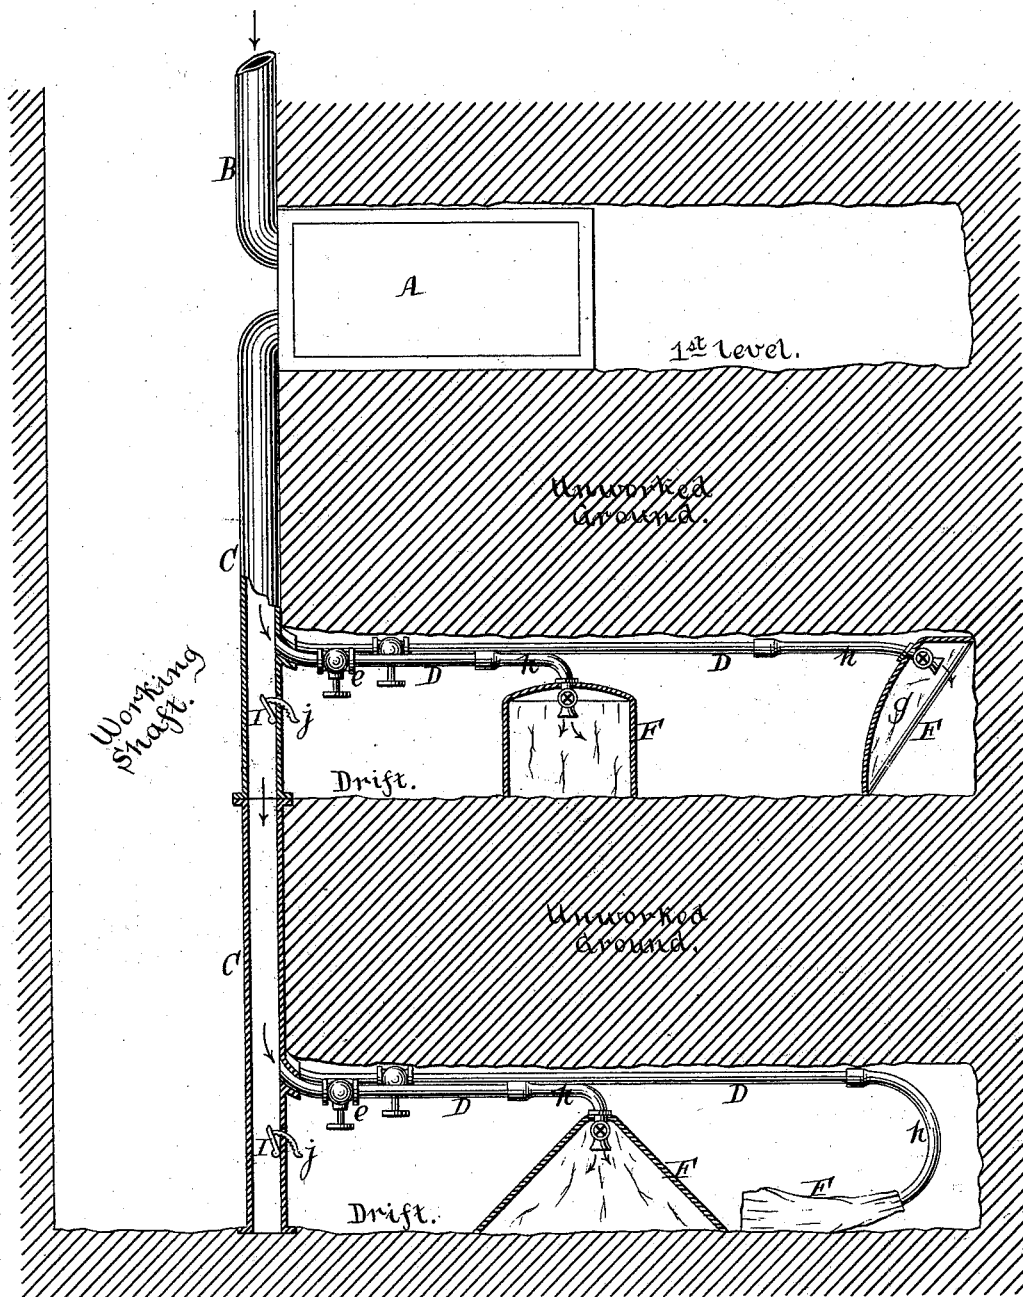 B
A
1st Level.
Unworked
Ground.
C
Working
Shaft.
e
D
h
D
h
I
j
F
g
F
Drift.
Unworked
Ground.
C
e
D
h
D
h
I
j
F
F
Drift.